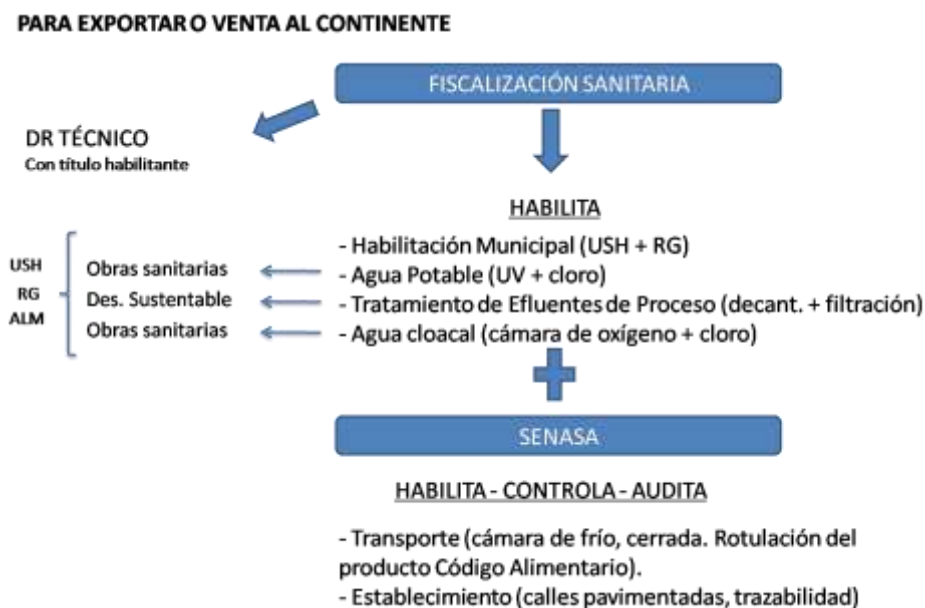 PARA EXPORTAR O VENTA AL CONTINENTE
FISCALIZACIÓN SANITARIA
DR TÉCNICO
Con título habilitante
HABILITA
- Habilitación Municipal (USH + RG)
- Agua Potable (UV + cloro)
- Tratamiento de Efluentes de Proceso (decant. + filtración)
- Agua cloacal (cámara de oxígeno + cloro)
USH
RG
ALM
Obras sanitarias
Des. Sustentable
Obras sanitarias
SENASA
HABILITA - CONTROLA - AUDITA
- Transporte (cámara de frío, cerrada. Rotulación del
producto Código Alimentario).
- Establecimiento (calles pavimentadas, trazabilidad)